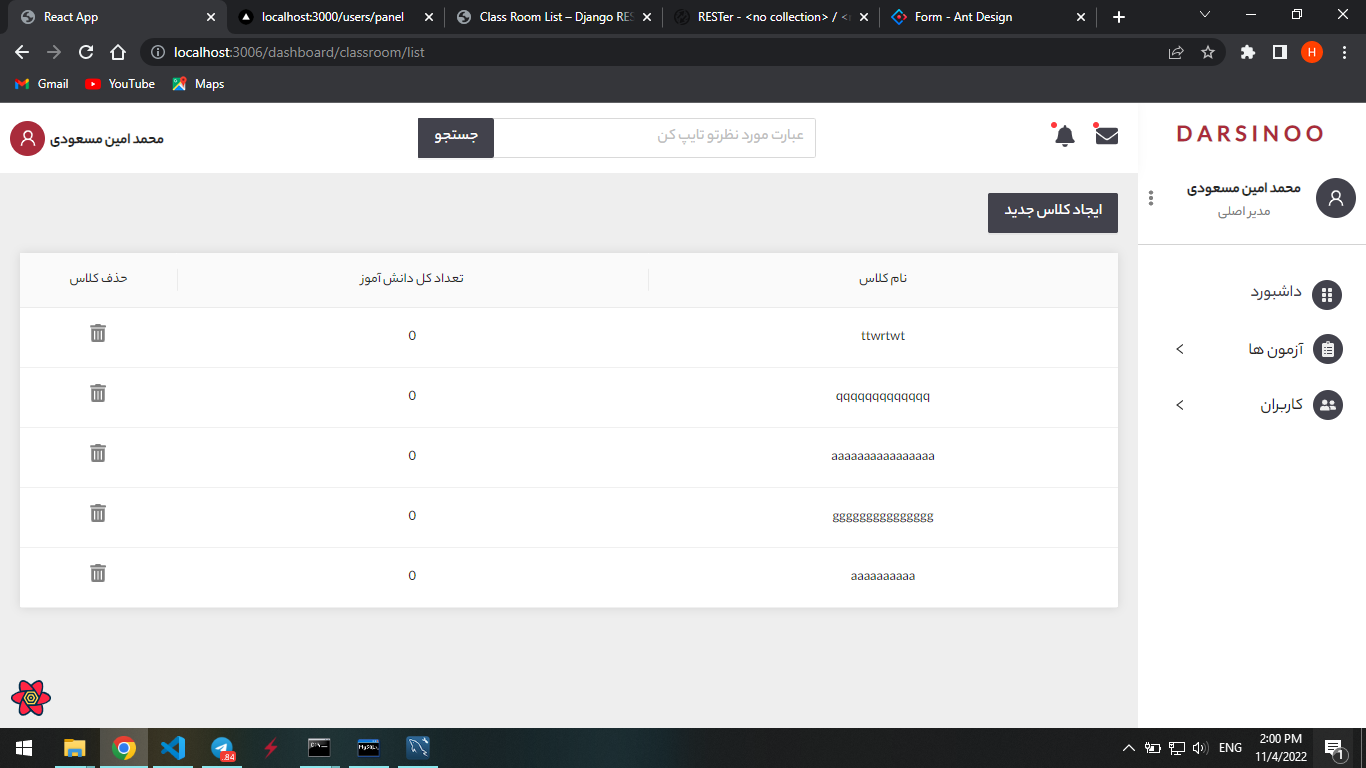 React App
localhost:3000/users/panel
Class Room List – Django RES
RESTer - <no collection> / <
Form - Ant Design
localhost:3006/dashboard/classroom/list
H
Gmail
YouTube
Maps
DARSINOO
عبارت مورد نظرتو تایپ کن
جستجو
محمد امین مسعودی
محمد امین مسعودی
مدیر اصلی
داشبورد
آزمون ها
کاربران
ایجاد کلاس جدید
نام کلاس تعداد کل دانش آموز حذف کلاس
ttwrtwt 0
qqqqqqqqqqqqq 0
aaaaaaaaaaaaaaaa 0
ggggggggggggggg 0
aaaaaaaaaa 0
84
ENG
2:00 PM
11/4/2022
1